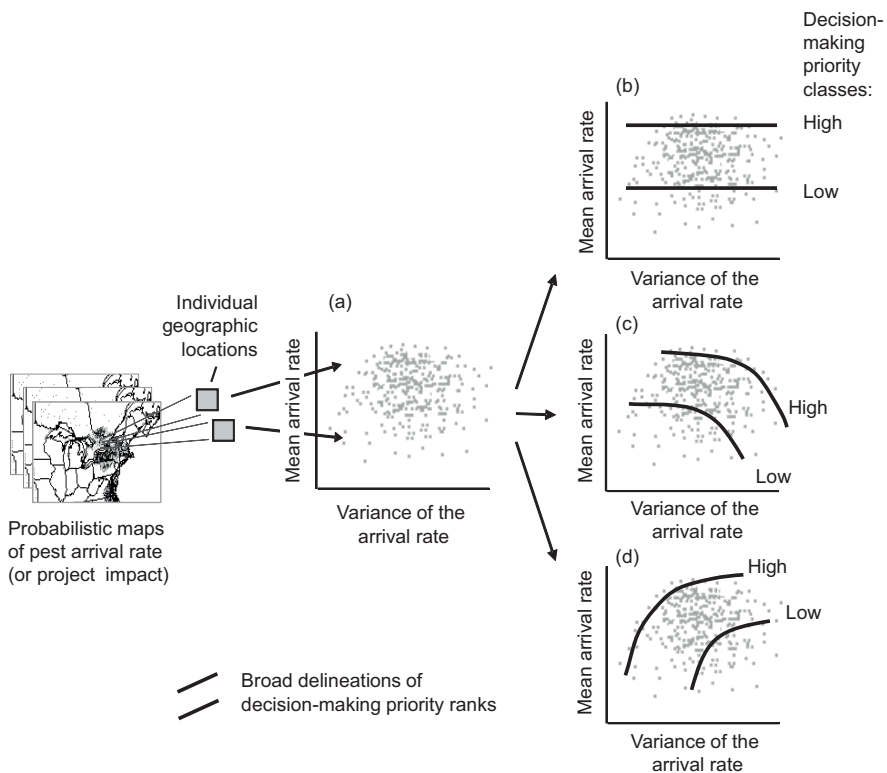 Decision-
making
priority
classes:
(b)
High
Low
Mean arrival rate
Variance of the
arrival rate
Individual
geographic
locations
(a)
Mean arrival rate
Variance of the
arrival rate
(c)
High
Low
Mean arrival rate
Variance of the
arrival rate
Probabilistic maps
of pest arrival rate
(or project impact)
(d)
High
Low
Mean arrival rate
Variance of the
arrival rate
Broad delineations of
decision-making priority ranks